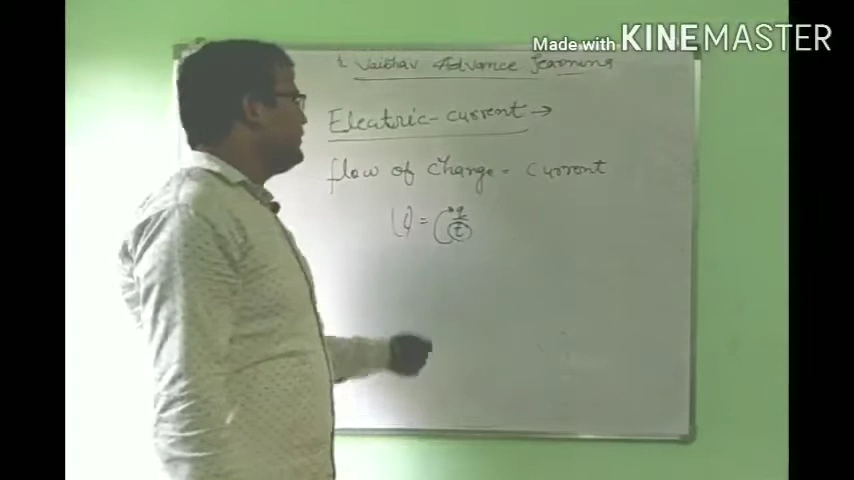 Made with KINEMASTER
Vaibhav Advance Learning
Electric-current →
flow of charge = current
i = q/t